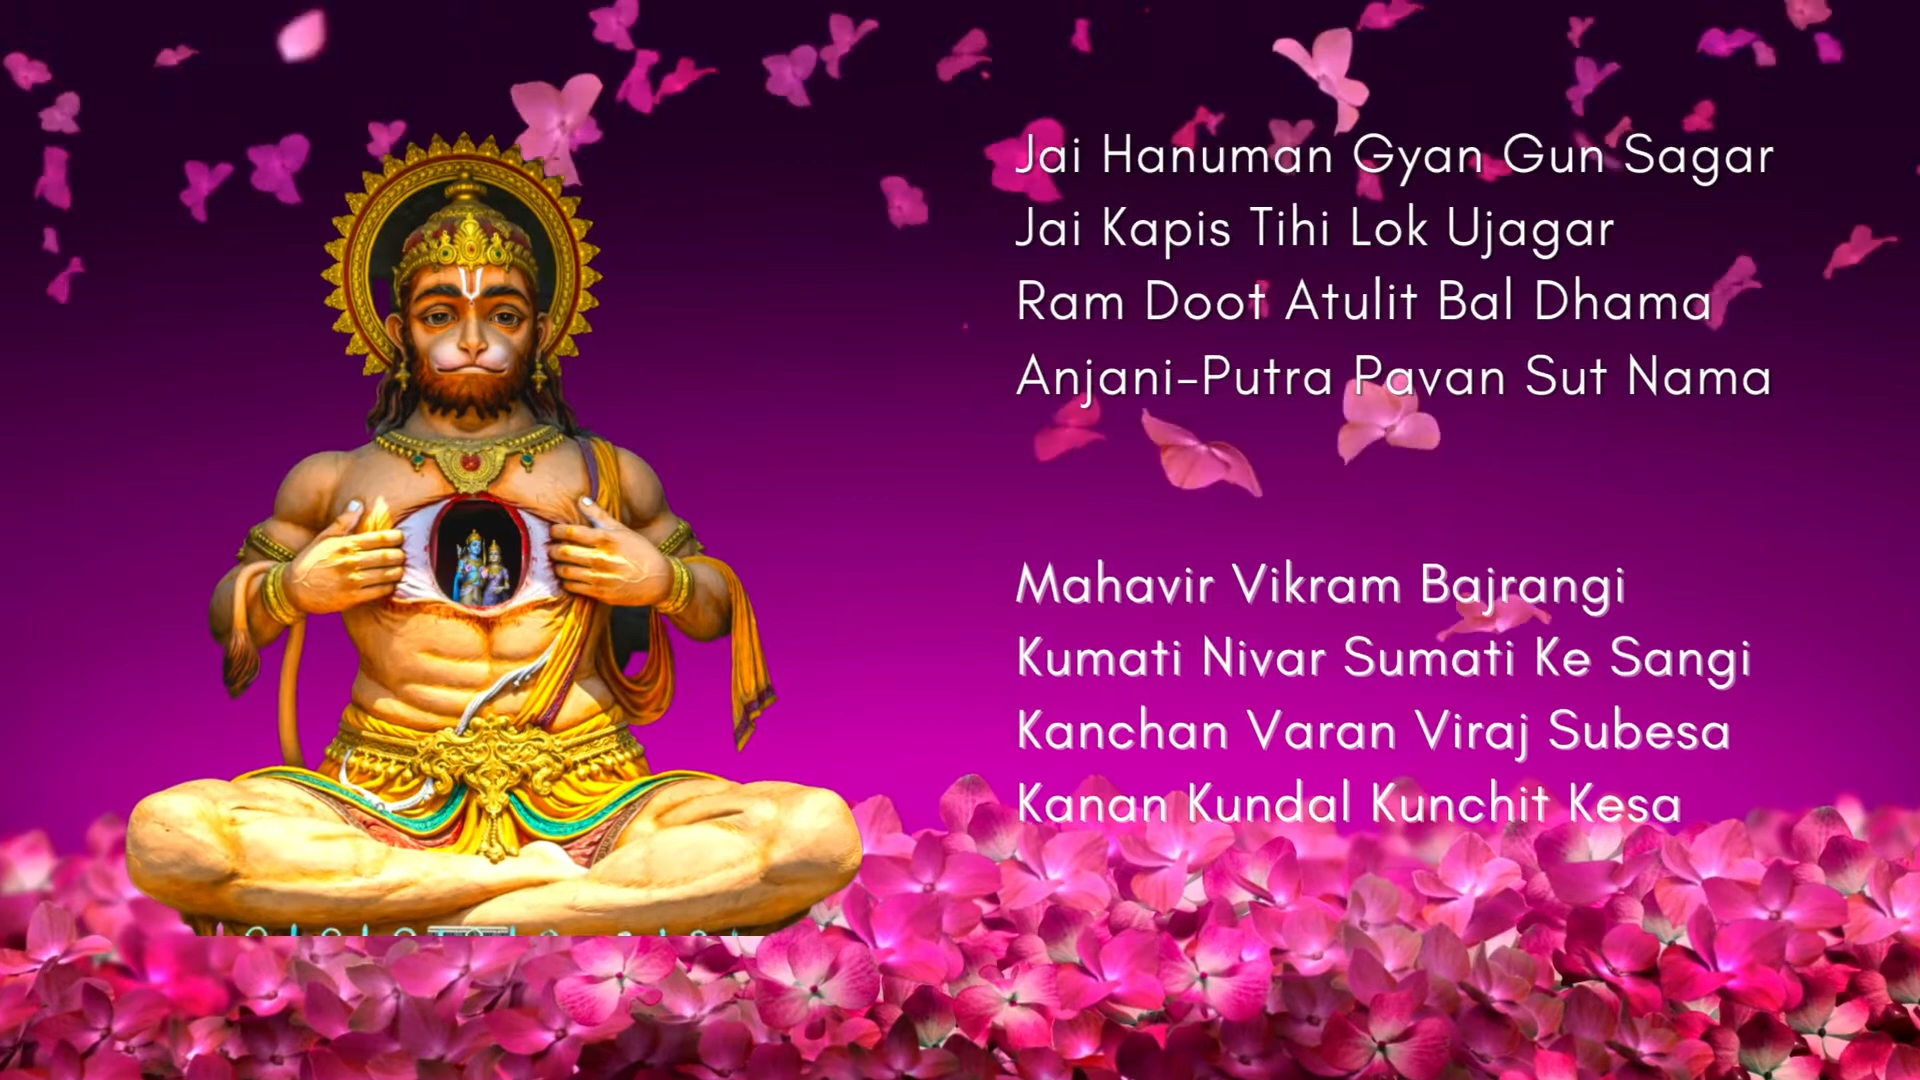 Jai Hanuman Gyan Gun Sagar
Jai Kapis Tihi Lok Ujagar
Ram Doot Atulit Bal Dhama
Anjani-Putra Pavan Sut Nama
Mahavir Vikram Bajrangi
Kumati Nivar Sumati Ke Sangi
Kanchan Varan Viraj Subesa
Kanan Kundal Kunchit Kesa